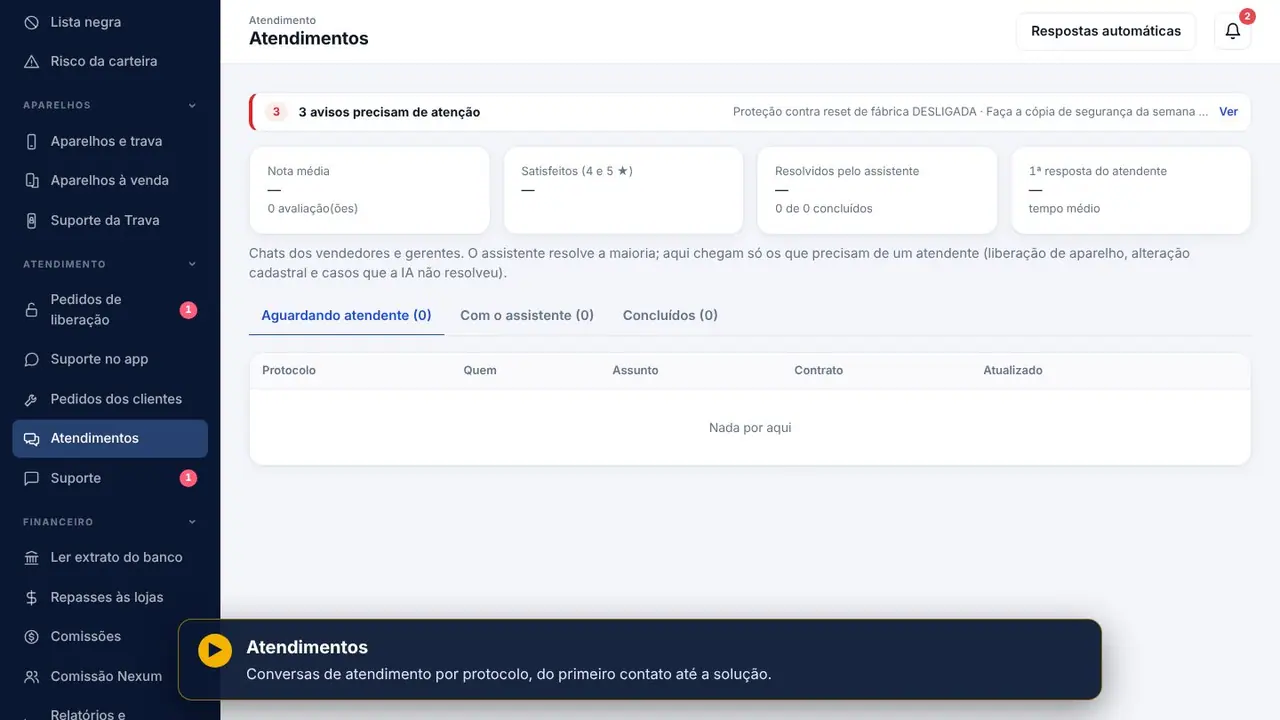 Lista negra
Risco da carteira
APARELHOS
Aparelhos e trava
Aparelhos à venda
Suporte da Trava
ATENDIMENTO
Pedidos de
liberação
1
Suporte no app
Pedidos dos clientes
Atendimentos
Suporte
1
FINANCEIRO
Ler extrato do banco
Repasses às lojas
Comissões
Comissão Nexum
Relatórios e
Atendimento
Atendimentos
Respostas automáticas
2
3
3 avisos precisam de atenção
Proteção contra reset de fábrica DESLIGADA · Faça a cópia de segurança da semana ...
Ver
Nota média
—
0 avaliação(ões)
Satisfeitos (4 e 5 ★)
—
Resolvidos pelo assistente
—
0 de 0 concluídos
1ª resposta do atendente
—
tempo médio
Chats dos vendedores e gerentes. O assistente resolve a maioria; aqui chegam só os que precisam de um atendente (liberação de aparelho, alteração
cadastral e casos que a IA não resolveu).
Aguardando atendente (0)
Com o assistente (0)
Concluídos (0)
Protocolo
Quem
Assunto
Contrato
Atualizado
Nada por aqui
Atendimentos
Conversas de atendimento por protocolo, do primeiro contato até a solução.